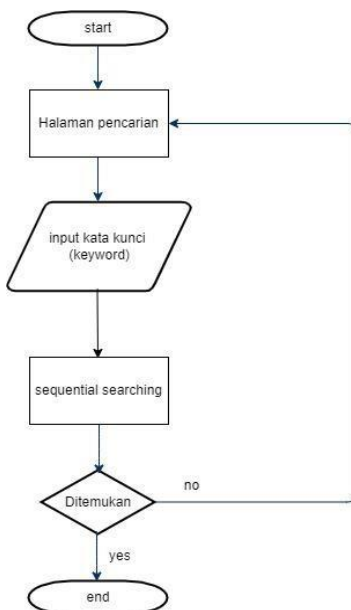 start
Halaman pencarian
input kata kunci
(keyword)
sequential searching
Ditemukan
no
yes
end